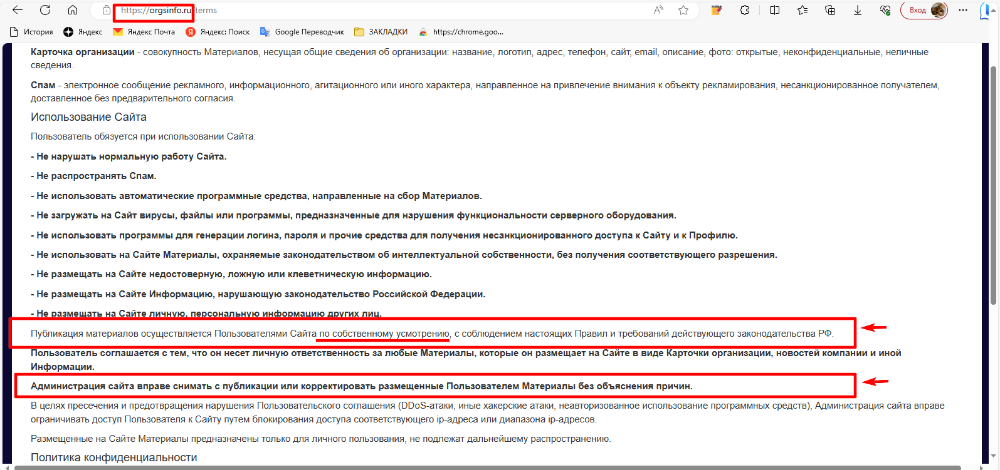 https://orgsinfo.ru/terms
Вход
История
Яндекс
Яндекс Почта
Яндекс: Поиск
Google Переводчик
ЗАКЛАДКИ
https://chrome.goo...
Карточка организации - совокупность Материалов, несущая общие сведения об организации: название, логотип, адрес, телефон, сайт, email, описание, фото: открытые, неконфиденциальные, неличные
сведения.
Спам - электронное сообщение рекламного, информационного, агитационного или иного характера, направленное на привлечение внимания к объекту рекламирования, несанкционированное получателем,
доставленное без предварительного согласия.
Использование Сайта
Пользователь обязуется при использовании Сайта:
- Не нарушать нормальную работу Сайта.
- Не распространять Спам.
- Не использовать автоматические программные средства, направленные на сбор Материалов.
- Не загружать на Сайт вирусы, файлы или программы, предназначенные для нарушения функциональности серверного оборудования.
- Не использовать программы для генерации логина, пароля и прочие средства для получения несанкционированного доступа к Сайту и к Профилю.
- Не использовать на Сайте Материалы, охраняемые законодательством об интеллектуальной собственности, без получения соответствующего разрешения.
- Не размещать на Сайте недостоверную, ложную или клеветническую информацию.
- Не размещать на Сайте Информацию, нарушающую законодательство Российской Федерации.
- Не размещать на Сайте личную, персональную информацию других лиц.
Публикация материалов осуществляется Пользователями Сайта по собственному усмотрению, с соблюдением настоящих Правил и требований действующего законодательства РФ.
Пользователь соглашается с тем, что он несет личную ответственность за любые Материалы, которые он размещает на Сайте в виде Карточки организации, новостей компании и иной
Информации.
Администрация сайта вправе снимать с публикации или корректировать размещенные Пользователем Материалы без объяснения причин.
В целях пресечения и предотвращения нарушения Пользовательского соглашения (DDoS-атаки, иные хакерские атаки, неавторизованное использование программных средств), Администрация сайта вправе
ограничивать доступ Пользователя к Сайту путем блокирования доступа соответствующего ip-адреса или диапазона ip-адресов.
Размещенные на Сайте Материалы предназначены только для личного пользования, не подлежат дальнейшему распространению.
Политика конфиденциальности